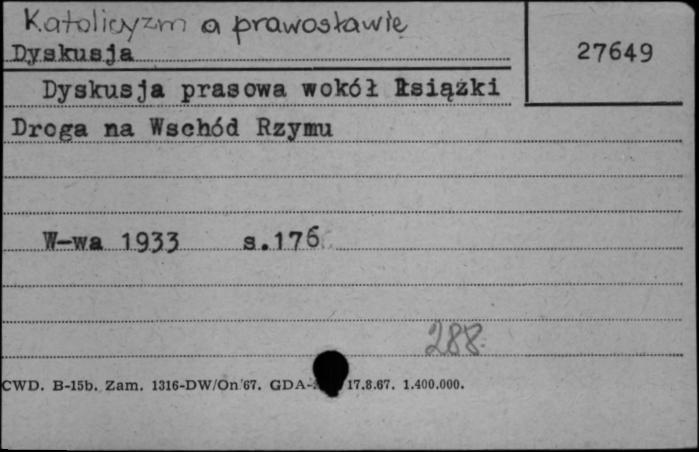 Katolicyzm a prawosławie
Dyskusja
27649
Dyskusja prasowa wokół książki
Droga na Wschód Rzymu
W-wa 1933 s.176
288.
CWD. B-15b. Zam. 1316-DW/On 67. GDA- 17.8.67. 1.400.000.